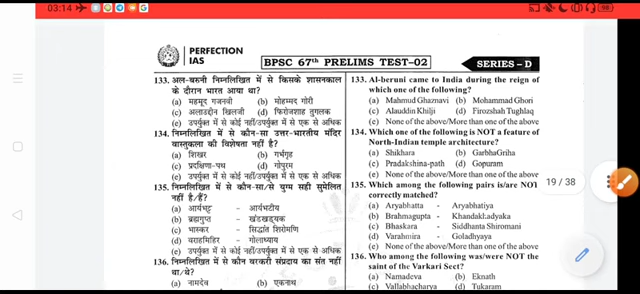 03:14
98
PERFECTION
IAS
BPSC 67th PRELIMS TEST–02
SERIES – D
133. अल-बरुनी निम्नलिखित में से किसके शासनकाल
के दौरान भारत आया था?
(a) महमूद गजनवी (b) मोहम्मद गोरी
(c) अलाउद्दीन खिलजी (d) फिरोजशाह तुगलक
(e) उपर्युक्त में से कोई नहीं/उपर्युक्त में से एक से अधिक
134. निम्नलिखित में से कौन-सा उत्तर-भारतीय मंदिर
वास्तुकला की विशेषता नहीं है?
(a) शिखर (b) गर्भगृह
(c) प्रदक्षिणा-पथ (d) गोपुरम
(e) उपर्युक्त में से कोई नहीं/उपर्युक्त में से एक से अधिक
135. निम्नलिखित में से कौन-सा/से युग्म सही सुमेलित
नहीं है/हैं?
(a) आर्यभट्ट - आर्यभटीय
(b) ब्रह्मगुप्त - खंडखाद्यक
(c) भास्कर - सिद्धांत शिरोमणि
(d) वराहमिहिर - गोलाध्याय
(e) उपर्युक्त में से कोई नहीं/उपर्युक्त में से एक से अधिक
136. निम्नलिखित में से कौन वरकरी संप्रदाय का संत नहीं
था/थे?
(a) नामदेव (b) एकनाथ
133. Al-beruni came to India during the reign of
which one of the following?
(a) Mahmud Ghaznavi (b) Mohammad Ghori
(c) Alauddin Khilji (d) Firozshah Tughlaq
(e) None of the above/More than one of the above
134. Which one of the following is NOT a feature of
North-Indian temple architecture?
(a) Shikhara (b) GarbhaGriha
(c) Pradakshina-path (d) Gopuram
(e) None of the above/More than one of the above
135. Which among the following pairs is/are NOT
correctly matched?
(a) Aryabhatta - Aryabhatiya
(b) Brahmagupta - Khandakhadyaka
(c) Bhaskara - Siddhanta Shiromani
(d) Varahmira - Goladhyaya
(e) None of the above/More than one of the above
136. Who among the following was/were NOT the
saint of the Varkari Sect?
(a) Namadeva (b) Eknath
(c) Vallabhacharya (d) Tukaram
19 / 38